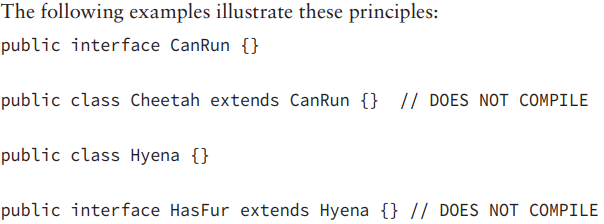 The following examples illustrate these principles:
public interface CanRun {}
public class Cheetah extends CanRun {}  // DOES NOT COMPILE
public class Hyena {}
public interface HasFur extends Hyena {} // DOES NOT COMPILE